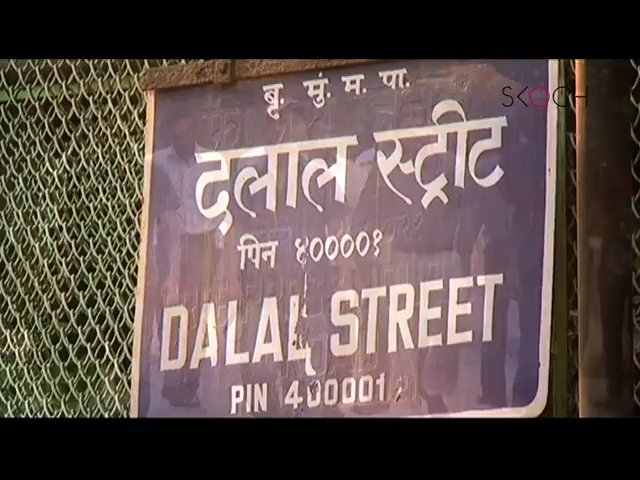 SKOCH
बृ. मुं. म. पा.
दलाल स्ट्रीट
पिन ४००००१
DALAL STREET
PIN 400001